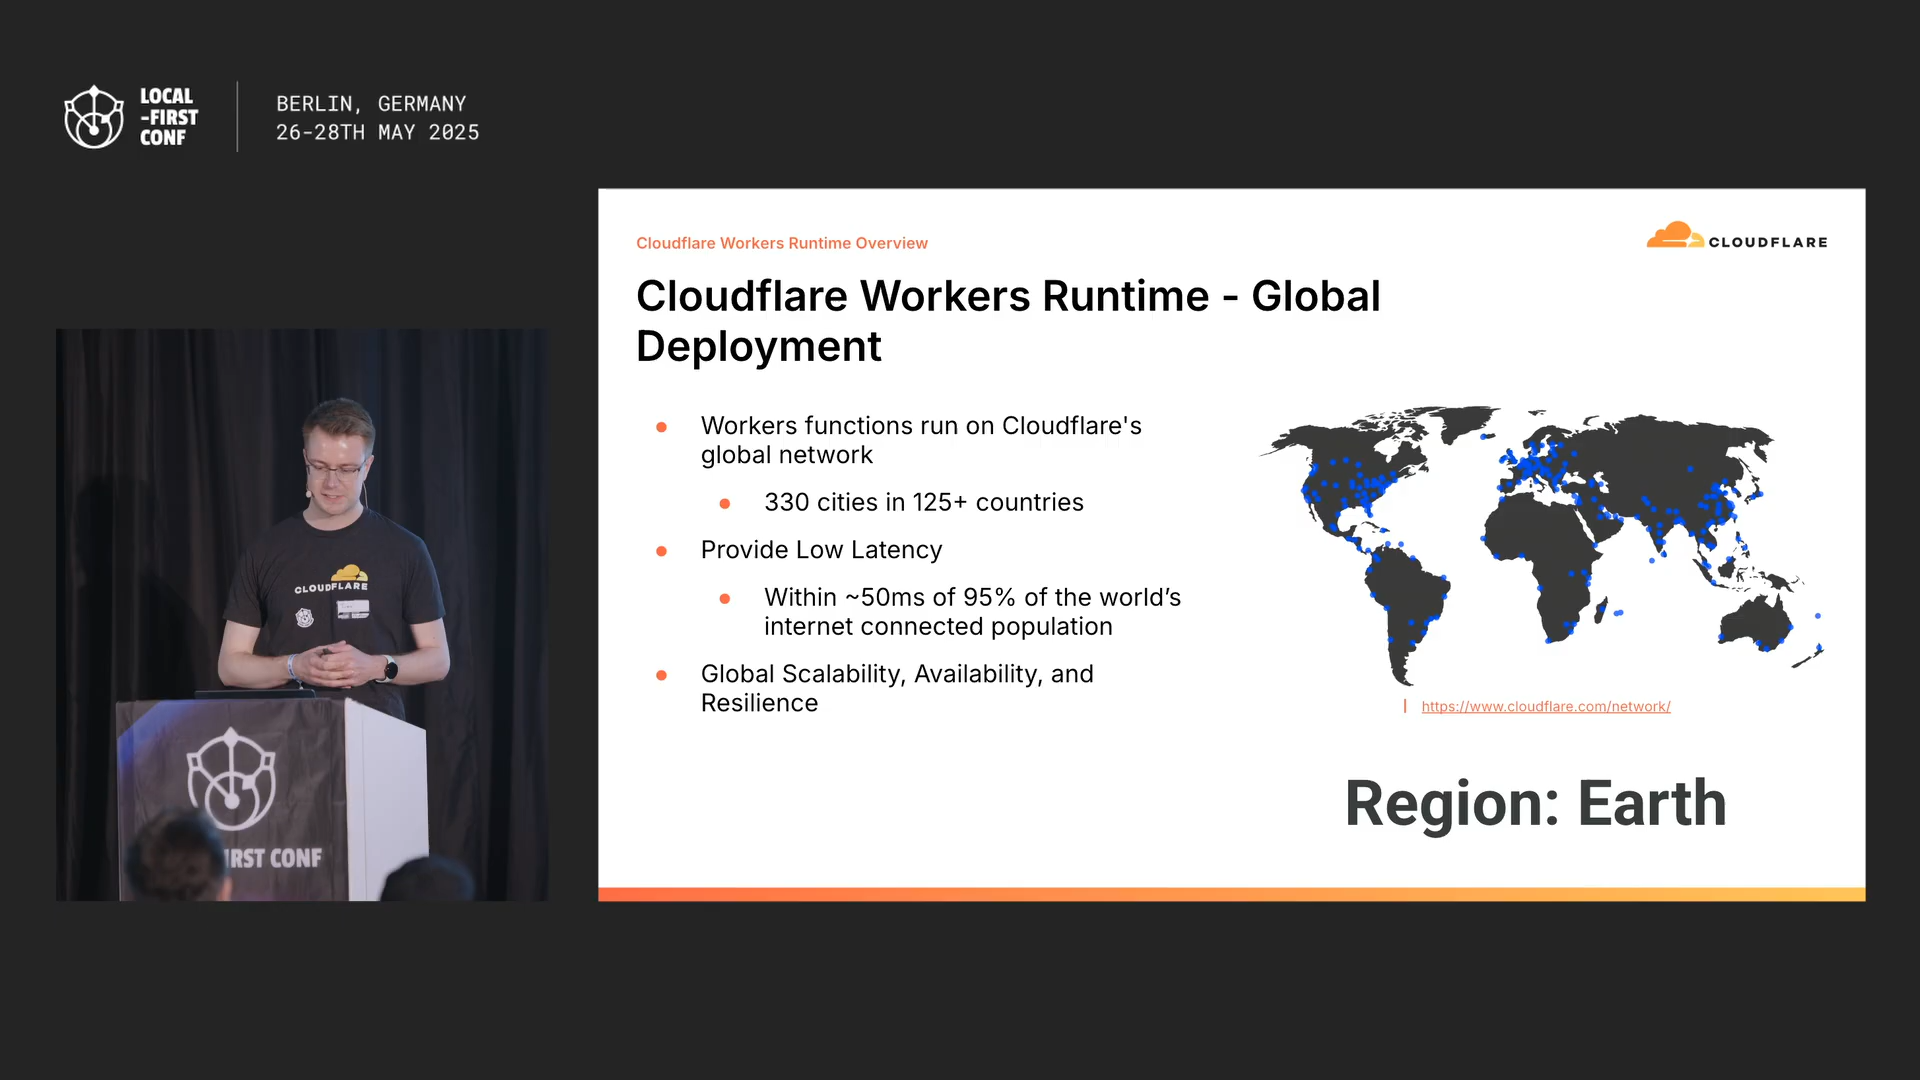 LOCAL
-FIRST
CONF
BERLIN, GERMANY
26-28TH MAY 2025
Cloudflare Workers Runtime Overview
CLOUDFLARE
Cloudflare Workers Runtime - Global
Deployment
Workers functions run on Cloudflare's
global network
330 cities in 125+ countries
Provide Low Latency
Within ~50ms of 95% of the world’s
internet connected population
Global Scalability, Availability, and
Resilience
https://www.cloudflare.com/network/
Region: Earth
CLOUDFLARE
IRST CONF